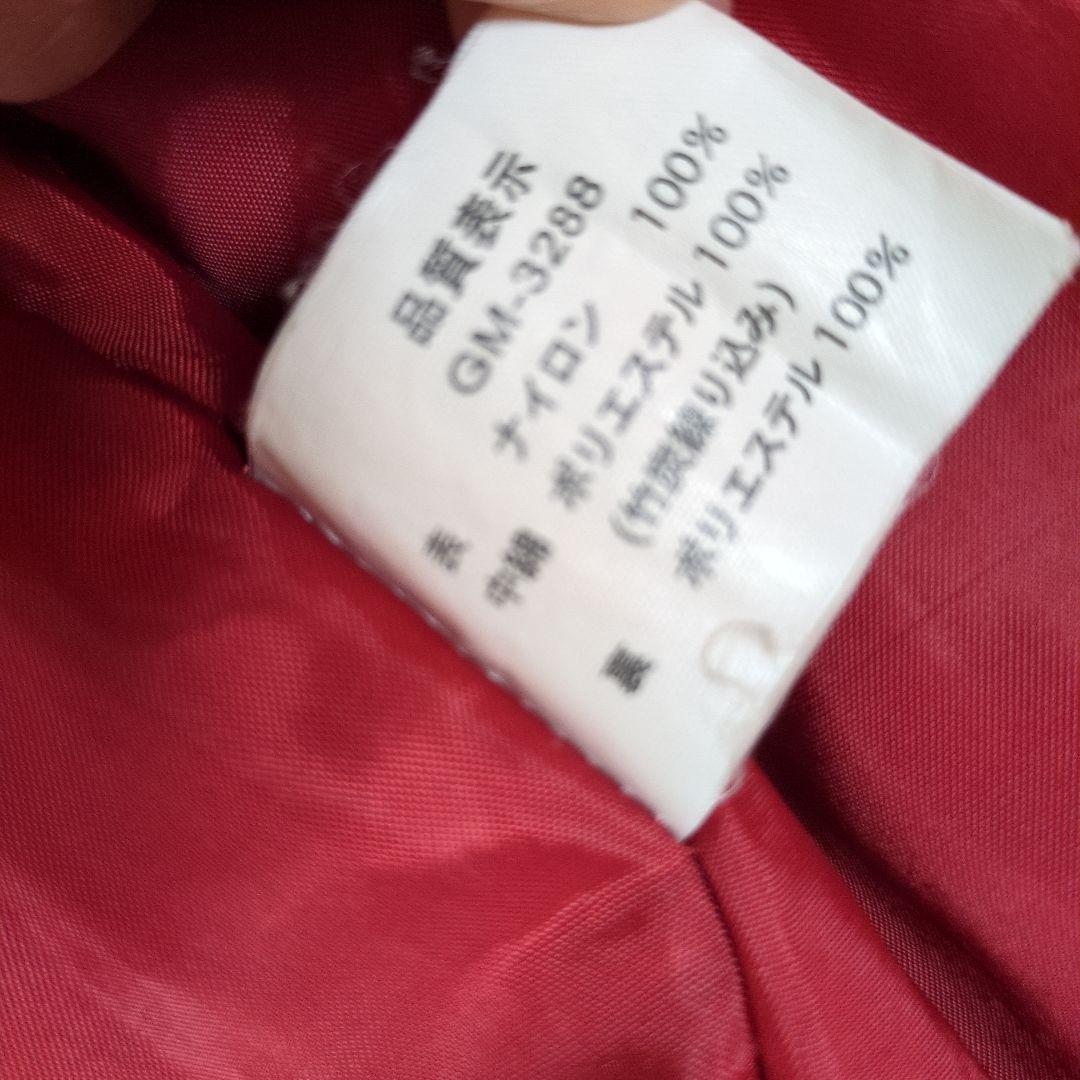 品質表示
GM-3288
表 ナイロン 100%
中綿 ポリエステル 100%
(竹炭練り込み)
裏 ポリエステル 100%